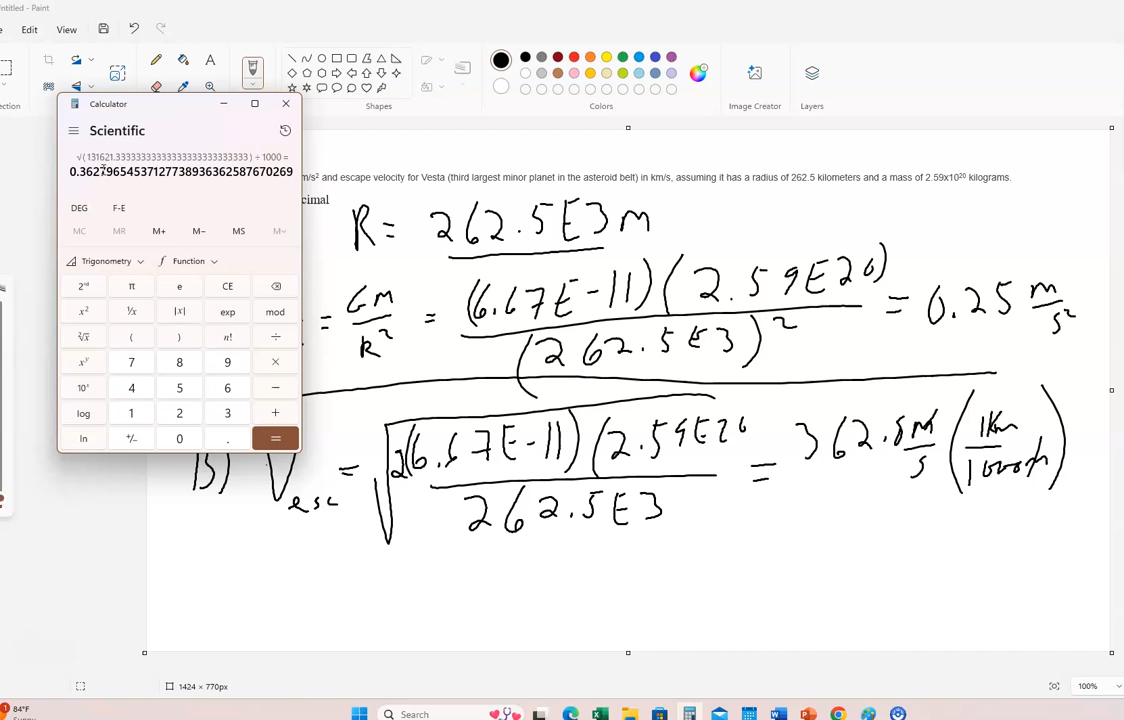 Untitled - Paint
Edit View
Shapes
Colors
Image Creator
Layers
Calculator
Scientific
√(131621.33333333333333333333333333) ÷ 1000 =
0.36279654537127738936362587670269
DEG F-E
MC MR M+ M− MS M˅
Trigonometry Function
2ⁿᵈ π e CE
x² ⅟x |x| exp mod
²√x ( ) n! ÷
xʸ 7 8 9 ×
10ˣ 4 5 6 −
log 1 2 3 +
ln +/− 0 . =
m/s² and escape velocity for Vesta (third largest minor planet in the asteroid belt) in km/s, assuming it has a radius of 262.5 kilometers and a mass of 2.59x10²⁰ kilograms.
R = 262.5E3 m
= GM/R² = (6.67E-11)(2.59E20)/(262.5E3)² = 0.25 m/s²
B) Vesc = √2(6.67E-11)(2.59E20/262.5E3 = 362.8 m/s (1Km/1000m)
1424 × 770px
100%
84°F
Sunny
Search